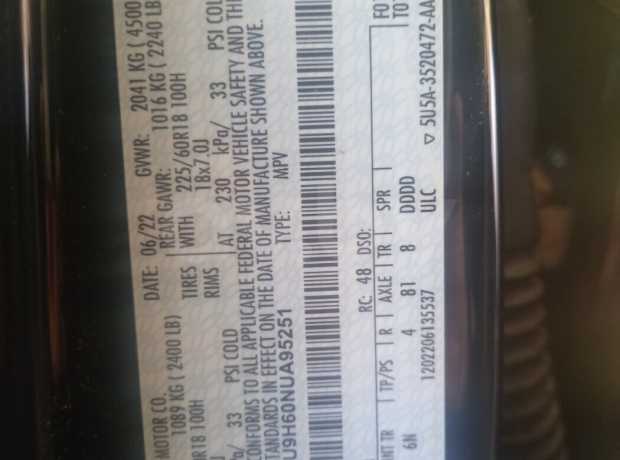 MOTOR CO. DATE: 06/22 GVWR: 2041 KG ( 4500
1089 KG ( 2400 LB) REAR GAWR: 1016 KG ( 2240 LB
R18 100H TIRES WITH 225/60R18 100H
RIMS 18x7.0J
33 PSI COLD AT 230 kPa/ 33 PSI COLD
CONFORMS TO ALL APPLICABLE FEDERAL MOTOR VEHICLE SAFETY AND
STANDARDS IN EFFECT ON THE DATE OF MANUFACTURE SHOWN ABOVE.
U9H60NUA95251 TYPE: MPV
RC: 48 DSO:
INT TR TP/PS R AXLE TR SPR
6N 4 81 8 DDDD
1202206135537 ULC ▽ 5U5A-3520472-AA